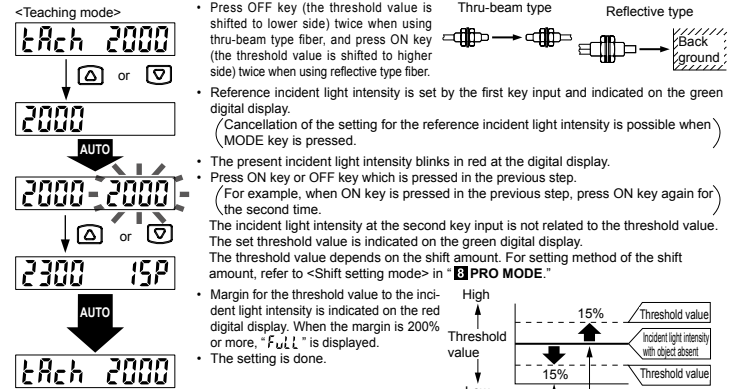 <Teaching mode>
tAch 2000
or
2000
AUTO
2000 2000
or
2300 15P
AUTO
tAch 2000
• Press OFF key (the threshold value is
shifted to lower side) twice when using
thru-beam type fiber, and press ON key
(the threshold value is shifted to higher
side) twice when using reflective type fiber.
Thru-beam type
Reflective type
Back
ground
• Reference incident light intensity is set by the first key input and indicated on the green
digital display.
(Cancellation of the setting for the reference incident light intensity is possible when
MODE key is pressed.)
• The present incident light intensity blinks in red at the digital display.
• Press ON key or OFF key which is pressed in the previous step.
(For example, when ON key is pressed in the previous step, press ON key again for
the second time.)
The incident light intensity at the second key input is not related to the threshold value.
The set threshold value is indicated on the green digital display.
The threshold value depends on the shift amount. For setting method of the shift
amount, refer to <Shift setting mode> in “ 8 PRO MODE.”
• Margin for the threshold value to the inci-
dent light intensity is indicated on the red
digital display. When the margin is 200%
or more, “ FuLL ” is displayed.
• The setting is done.
High
Threshold
value
15%
15%
Threshold value
Incident light intensity
with object absent
Threshold value